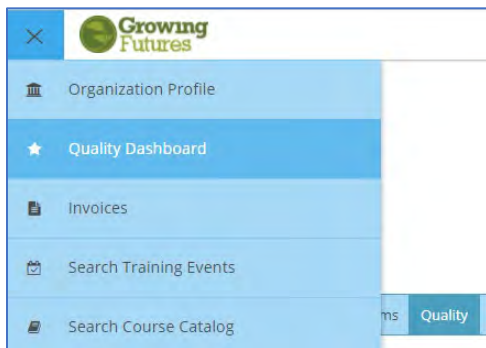 Growing
Futures
Organization Profile
Quality Dashboard
Invoices
Search Training Events
ms Quality
Search Course Catalog